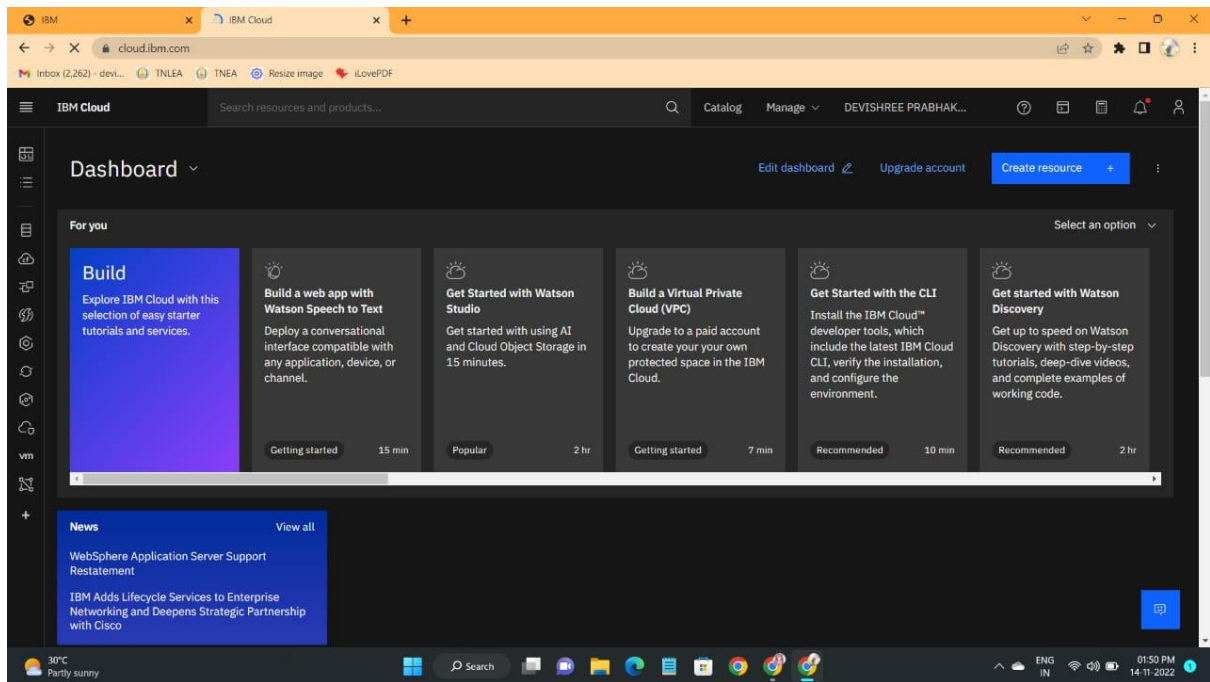 IBM
IBM Cloud
cloud.ibm.com
Inbox (2,262) - devi...
TNLEA
TNEA
Resize image
iLovePDF
IBM Cloud
Search resources and products...
Catalog
Manage
DEVISHREE PRABHAK...
Dashboard
Edit dashboard
Upgrade account
Create resource +
For you
Select an option
Build
Explore IBM Cloud with this
selection of easy starter
tutorials and services.
Build a web app with
Watson Speech to Text
Deploy a conversational
interface compatible with
any application, device, or
channel.
Getting started
15 min
Get Started with Watson
Studio
Get started with using AI
and Cloud Object Storage in
15 minutes.
Popular
2 hr
Build a Virtual Private
Cloud (VPC)
Upgrade to a paid account
to create your your own
protected space in the IBM
Cloud.
Getting started
7 min
Get Started with the CLI
Install the IBM Cloud™
developer tools, which
include the latest IBM Cloud
CLI, verify the installation,
and configure the
environment.
Recommended
10 min
Get started with Watson
Discovery
Get up to speed on Watson
Discovery with step-by-step
tutorials, deep-dive videos,
and complete examples of
working code.
Recommended
2 hr
vm
News
View all
WebSphere Application Server Support
Restatement
IBM Adds Lifecycle Services to Enterprise
Networking and Deepens Strategic Partnership
with Cisco
30°C
Partly sunny
Search
ENG
IN
01:50 PM
14-11-2022
1